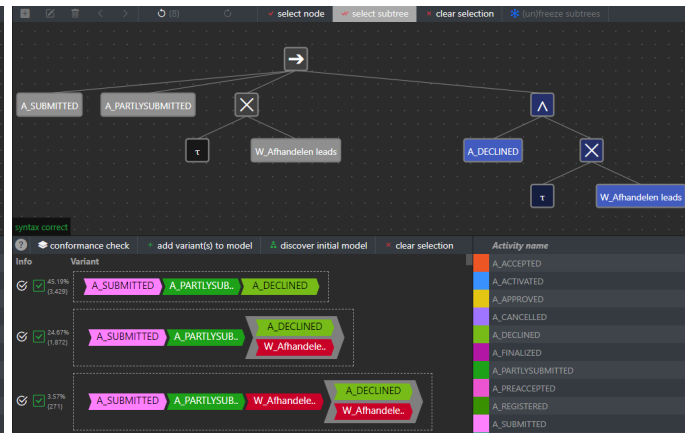 (8) select node select subtree clear selection (un)freeze subtrees
→
A_SUBMITTED A_PARTLYSUBMITTED × ∧
τ W_Afhandelen leads A_DECLINED ×
τ W_Afhandelen leads
syntax correct
? conformance check + add variant(s) to model discover initial model × clear selection Activity name
Info Variant
A_ACCEPTED
45.19% (3.429) A_SUBMITTED A_PARTLYSUB.. A_DECLINED
A_ACTIVATED
A_APPROVED
A_CANCELLED
24.67% (1.872) A_SUBMITTED A_PARTLYSUB.. A_DECLINED W_Afhandele..
A_DECLINED
A_FINALIZED
A_PARTLYSUBMITTED
A_PREACCEPTED
3.57% (271) A_SUBMITTED A_PARTLYSUB.. W_Afhandele.. A_DECLINED W_Afhandele..
A_REGISTERED
A_SUBMITTED